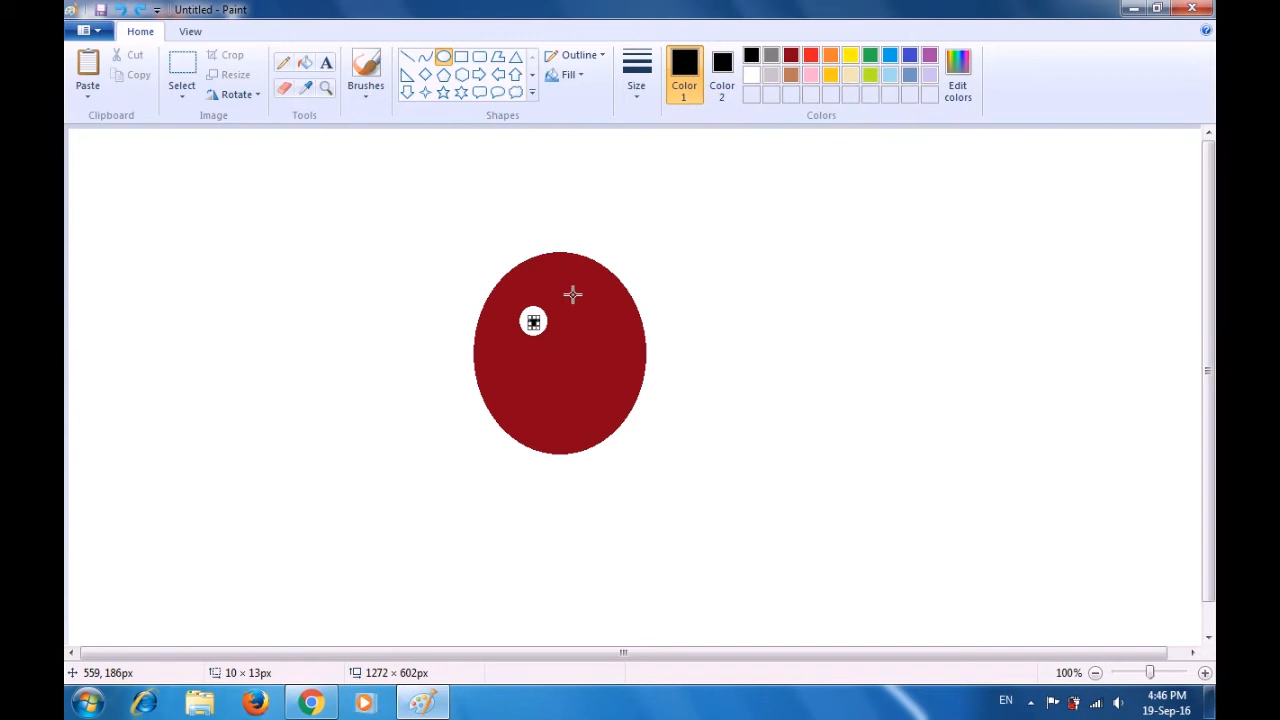 Untitled - Paint
Home View
Paste
Cut
Copy
Clipboard
Select
Crop
Resize
Rotate
Image
A
Tools
Brushes
Outline
Fill
Shapes
Size
Color 1
Color 2
Edit colors
Colors
559, 186px
10 × 13px
1272 × 602px
100%
EN
4:46 PM
19-Sep-16